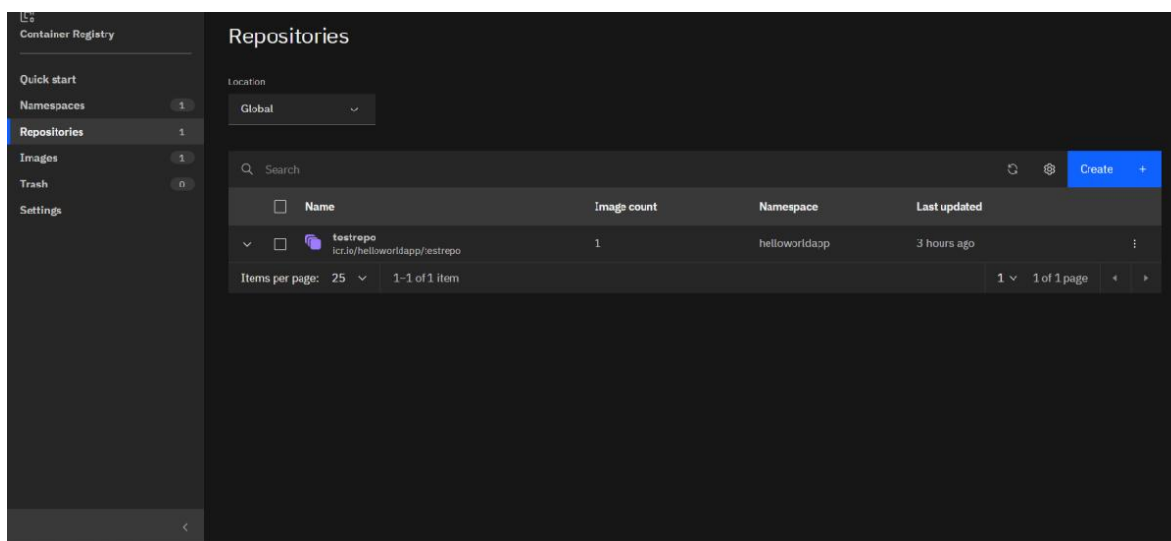 Container Registry
Quick start
Namespaces 1
Repositories 1
Images 1
Trash 0
Settings
Repositories
Location
Global
Search
Create +
Name Image count Namespace Last updated
testrepo
icr.io/helloworldapp/testrepo
1 helloworldapp 3 hours ago
Items per page: 25 1–1 of 1 item 1 1 of 1 page